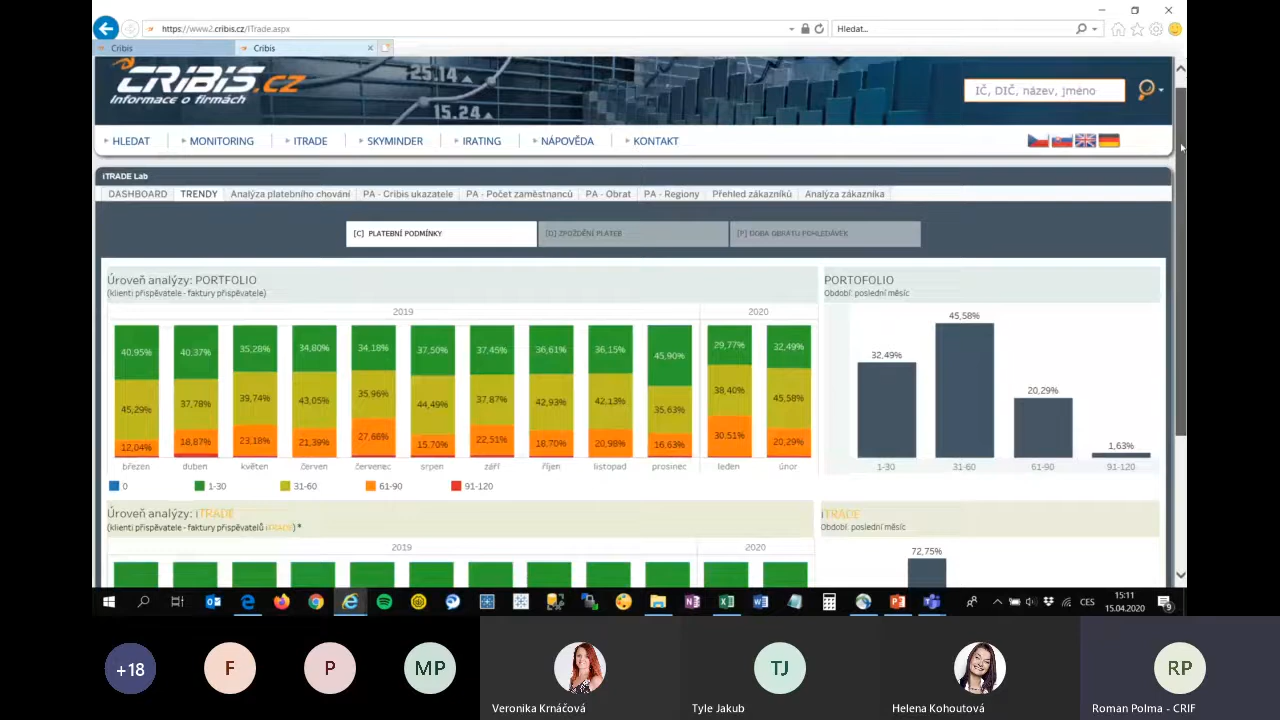 https://www2.cribis.cz/ITrade.aspx
Hledat...
Cribis
Cribis
CRIBIS.cz
Informace o firmách
25.14
15.24
IČ, DIČ, název, jméno
HLEDAT
MONITORING
ITRADE
SKYMINDER
IRATING
NÁPOVĚDA
KONTAKT
iTRADE Lab
DASHBOARD
TRENDY
Analýza platebního chování
PA - Cribis ukazatele
PA - Počet zaměstnanců
PA - Obrat
PA - Regiony
Přehled zákazníků
Analýza zákazníka
[C] PLATEBNÍ PODMÍNKY
[D] ZPOŽDĚNÍ PLATEB
[P] DOBA OBRATU POHLEDÁVEK
Úroveň analýzy: PORTFOLIO
(klienti přispěvatele - faktury přispěvatele)
2019
2020
40,95% 40,37% 35,28% 34,80% 34,18% 37,50% 37,45% 36,61% 36,15% 45,90% 29,77% 32,49%
45,29% 37,78% 39,74% 43,05% 35,96% 44,49% 37,87% 42,93% 42,13% 35,63% 38,40% 45,58%
12,04% 18,87% 23,18% 21,39% 27,66% 15,70% 22,51% 18,70% 20,98% 16,63% 30,51% 20,29%
březen duben květen červen červenec srpen září říjen listopad prosinec leden únor
0 1-30 31-60 61-90 91-120
PORTOFOLIO
Období: poslední měsíc
32,49% 45,58% 20,29% 1,63%
1-30 31-60 61-90 91-120
Úroveň analýzy: iTRADE
(klienti přispěvatele - faktury přispěvatelů iTRADE) *
2019
2020
iTRADE
Období: poslední měsíc
72,75%
CES
15:11
15.04.2020
9
+18
F
P
MP
TJ
RP
Veronika Krnáčová
Tyle Jakub
Helena Kohoutová
Roman Polma - CRIF